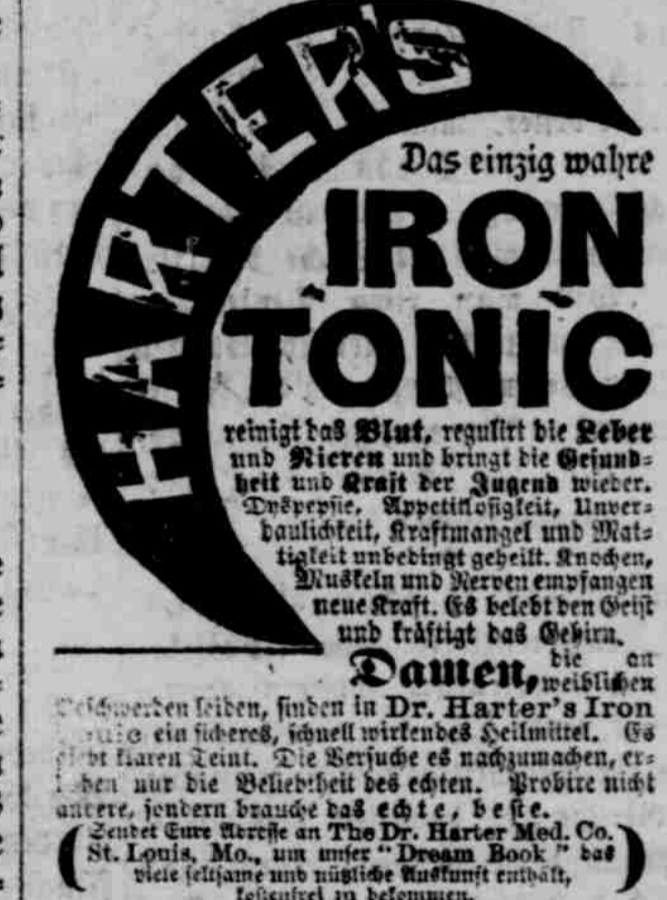 HARTER'S
Das einzig wahre
IRON
TONIC
reinigt das Blut, regulirt die Leber
und Nieren und bringt die Gesund=
heit und Kraft der Jugend wieder.
Dyspepsie, Appetitlosigkeit, Unver=
daulichkeit, Kraftmangel und Mat=
tigkeit unbedingt geheilt. Knochen,
Muskeln und Nerven empfangen
neue Kraft. Es belebt den Geist
und kräftigt das Gehirn.
Damen, die an
weiblichen
Beschwerden leiden, finden in Dr. Harter's Iron
Tonic ein sicheres, schnell wirkendes Heilmittel. Es
giebt klaren Teint. Die Versuche es nachzumachen, er=
höhen nur die Beliebtheit des echten. Probire nicht
andere, sondern brauche das echte, beste.
(Sendet Eure Adresse an The Dr. Harter Med. Co.
St. Louis, Mo., um unser "Dream Book" das
viele seltsame und nützliche Auskunft enthält,
kostenfrei zu bekommen.)